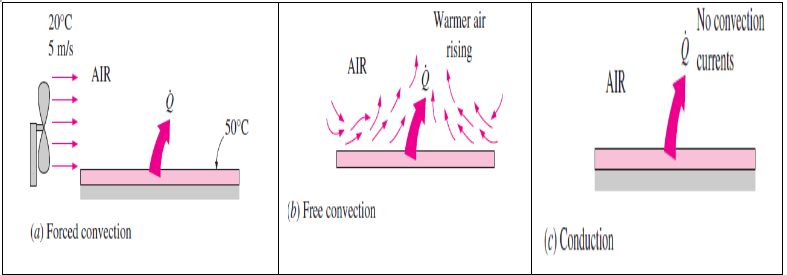 20°C
5 m/s
AIR
Q̇
50°C
(a) Forced convection
Warmer air
rising
AIR
Q̇
(b) Free convection
No convection
currents
Q̇
AIR
(c) Conduction